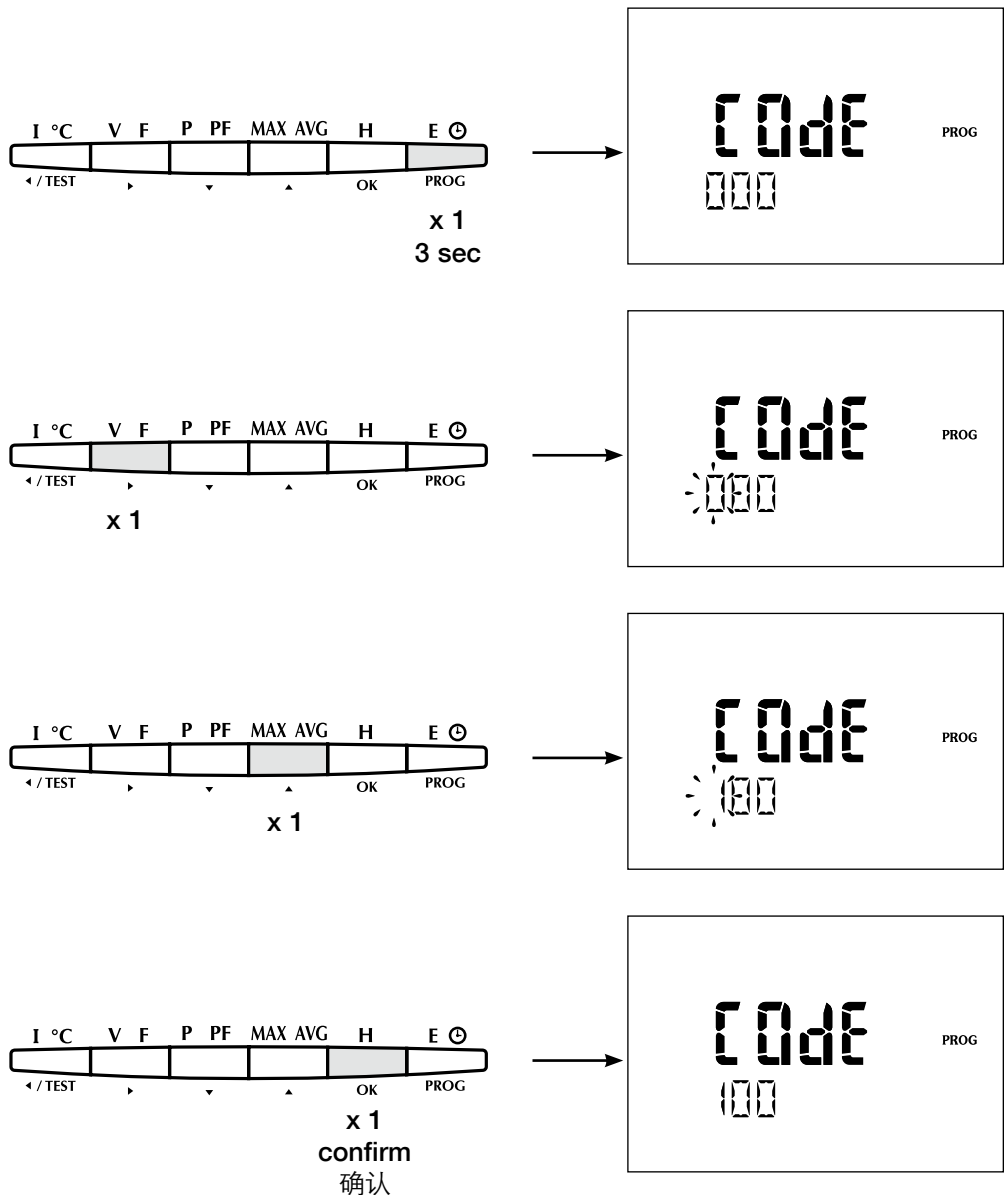 I °C V F P PF MAX AVG H E
/ TEST OK PROG
x 1
3 sec
COdE
PROG
000
I °C V F P PF MAX AVG H E
/ TEST OK PROG
x 1
COdE
PROG
000
I °C V F P PF MAX AVG H E
/ TEST OK PROG
x 1
COdE
PROG
100
I °C V F P PF MAX AVG H E
/ TEST OK PROG
x 1
confirm
确认
COdE
PROG
100